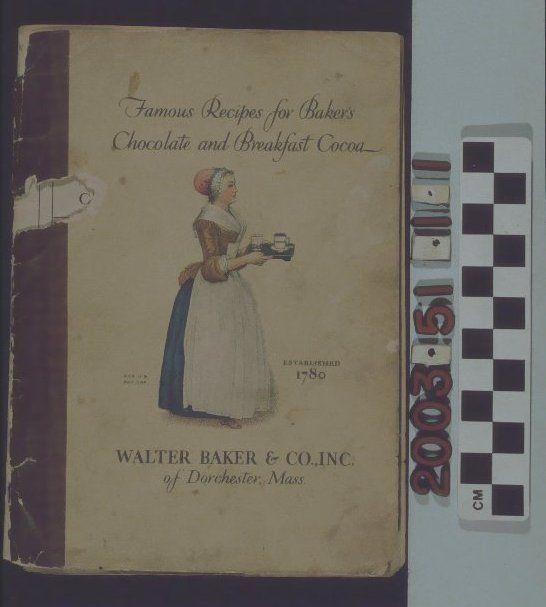 Famous Recipes for Baker's
Chocolate and Breakfast Cocoa
C
ESTABLISHED
1780
WALTER BAKER & CO., INC.
of Dorchester, Mass.
2003.51.1.1
CM